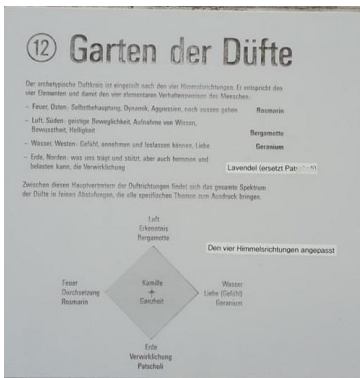 12 Garten der Düfte
Der archetypische Duftkreis ist eingeteilt nach den vier Himmelsrichtungen. Er entspricht den
vier Elementen und damit den vier elementaren Verhaltensweisen des Menschen:
– Feuer, Osten: Selbstbehauptung, Dynamik, Aggression, nach aussen gehen Rosmarin
– Luft, Süden: geistige Beweglichkeit, Aufnahme von Wissen,
Bewusstheit, Helligkeit Bergamotte
– Wasser, Westen: Gefühl, annehmen und loslassen können, Liebe Geranium
– Erde, Norden: was uns trägt und stützt, aber auch hemmen und
belasten kann, die Verwirklichung Lavendel (ersetzt
Zwischen diesen Hauptvertretern der Duftrichtungen findet sich das gesamte Spektrum
der Düfte in feinen Abstufungen, die alle spezifischen Themen zum Ausdruck bringen.
Luft
Erkenntnis
Bergamotte
Den vier Himmelsrichtungen angepasst
Feuer
Durchsetzung
Rosmarin
Kamille
+
Ganzheit
Wasser
Liebe (Gefühl)
Geranium
Erde
Verwirklichung
Patschuli